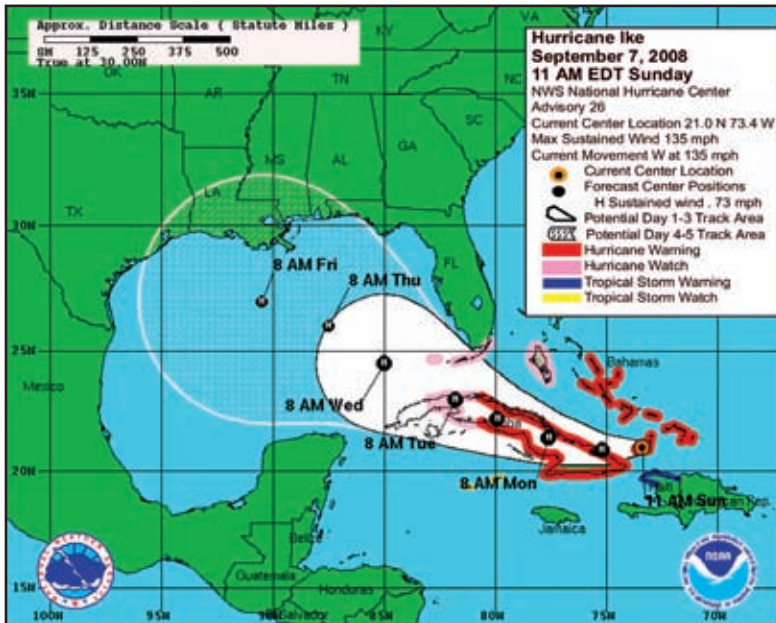 Approx. Distance Scale ( Statute Miles )
SM 125 250 375 500
True at 30.00N
Hurricane Ike
September 7, 2008
11 AM EDT Sunday
NWS National Hurricane Center
Advisory 26
Current Center Location 21.0 N 73.4 W
Max Sustained Wind 135 mph
Current Movement W at 135 mph
Current Center Location
Forecast Center Positions
H Sustained wind . 73 mph
Potential Day 1-3 Track Area
Potential Day 4-5 Track Area
Hurricane Warning
Hurricane Watch
Tropical Storm Warning
Tropical Storm Watch
KY
VA
OK
AR
TN
NC
35N
MS
AL
GA
SC
LA
TX
30N
FL
8 AM Fri
8 AM Thu
25N
Bahamas
Mexico
8 AM Wed
8 AM Tue
20N
8 AM Mon
11 AM Sun
Rep.
Jamaica
Belize
NOAA
Guatemala
Honduras
15N
El Salvador
100W 95W 90W 85W 80W 75W 70W